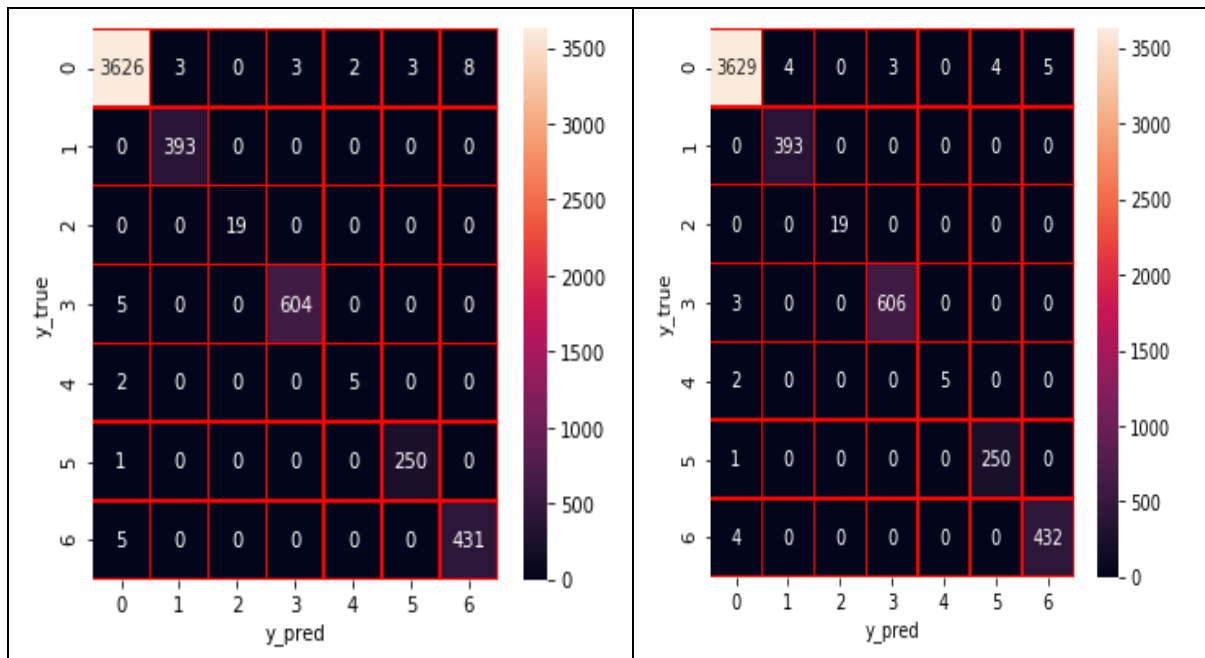 0 3626 3 0 3 2 3 8
1 0 393 0 0 0 0 0
2 0 0 19 0 0 0 0
3 5 0 0 604 0 0 0
4 2 0 0 0 5 0 0
5 1 0 0 0 0 250 0
6 5 0 0 0 0 0 431
0 1 2 3 4 5 6
y_pred
y_true
3500
3000
2500
2000
1500
1000
500
0
0 3629 4 0 3 0 4 5
1 0 393 0 0 0 0 0
2 0 0 19 0 0 0 0
3 3 0 0 606 0 0 0
4 2 0 0 0 5 0 0
5 1 0 0 0 0 250 0
6 4 0 0 0 0 0 432
0 1 2 3 4 5 6
y_pred
y_true
3500
3000
2500
2000
1500
1000
500
0